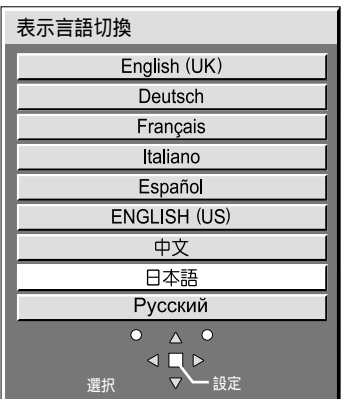 表示言語切換
English (UK)
Deutsch
Français
Italiano
Español
ENGLISH (US)
中文
日本語
Русский
選択
設定